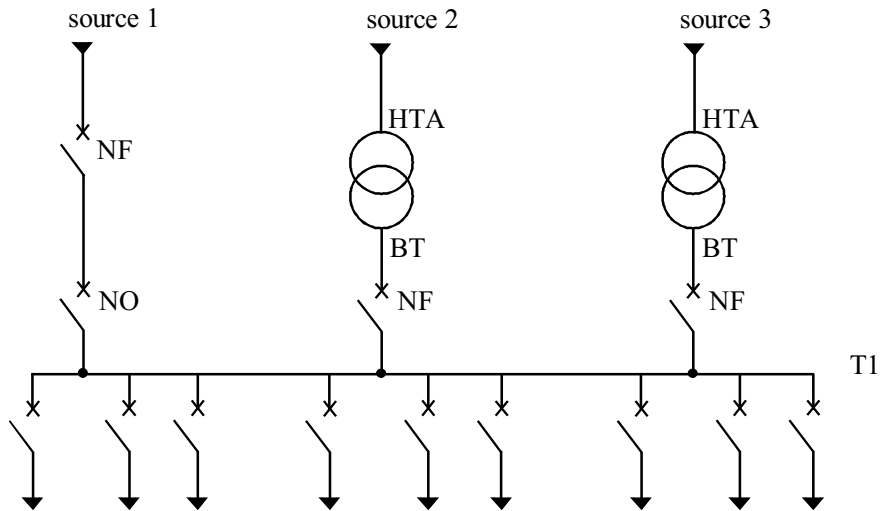 source 1
source 2
source 3
HTA
HTA
NF
BT
BT
NO
NF
NF
T1